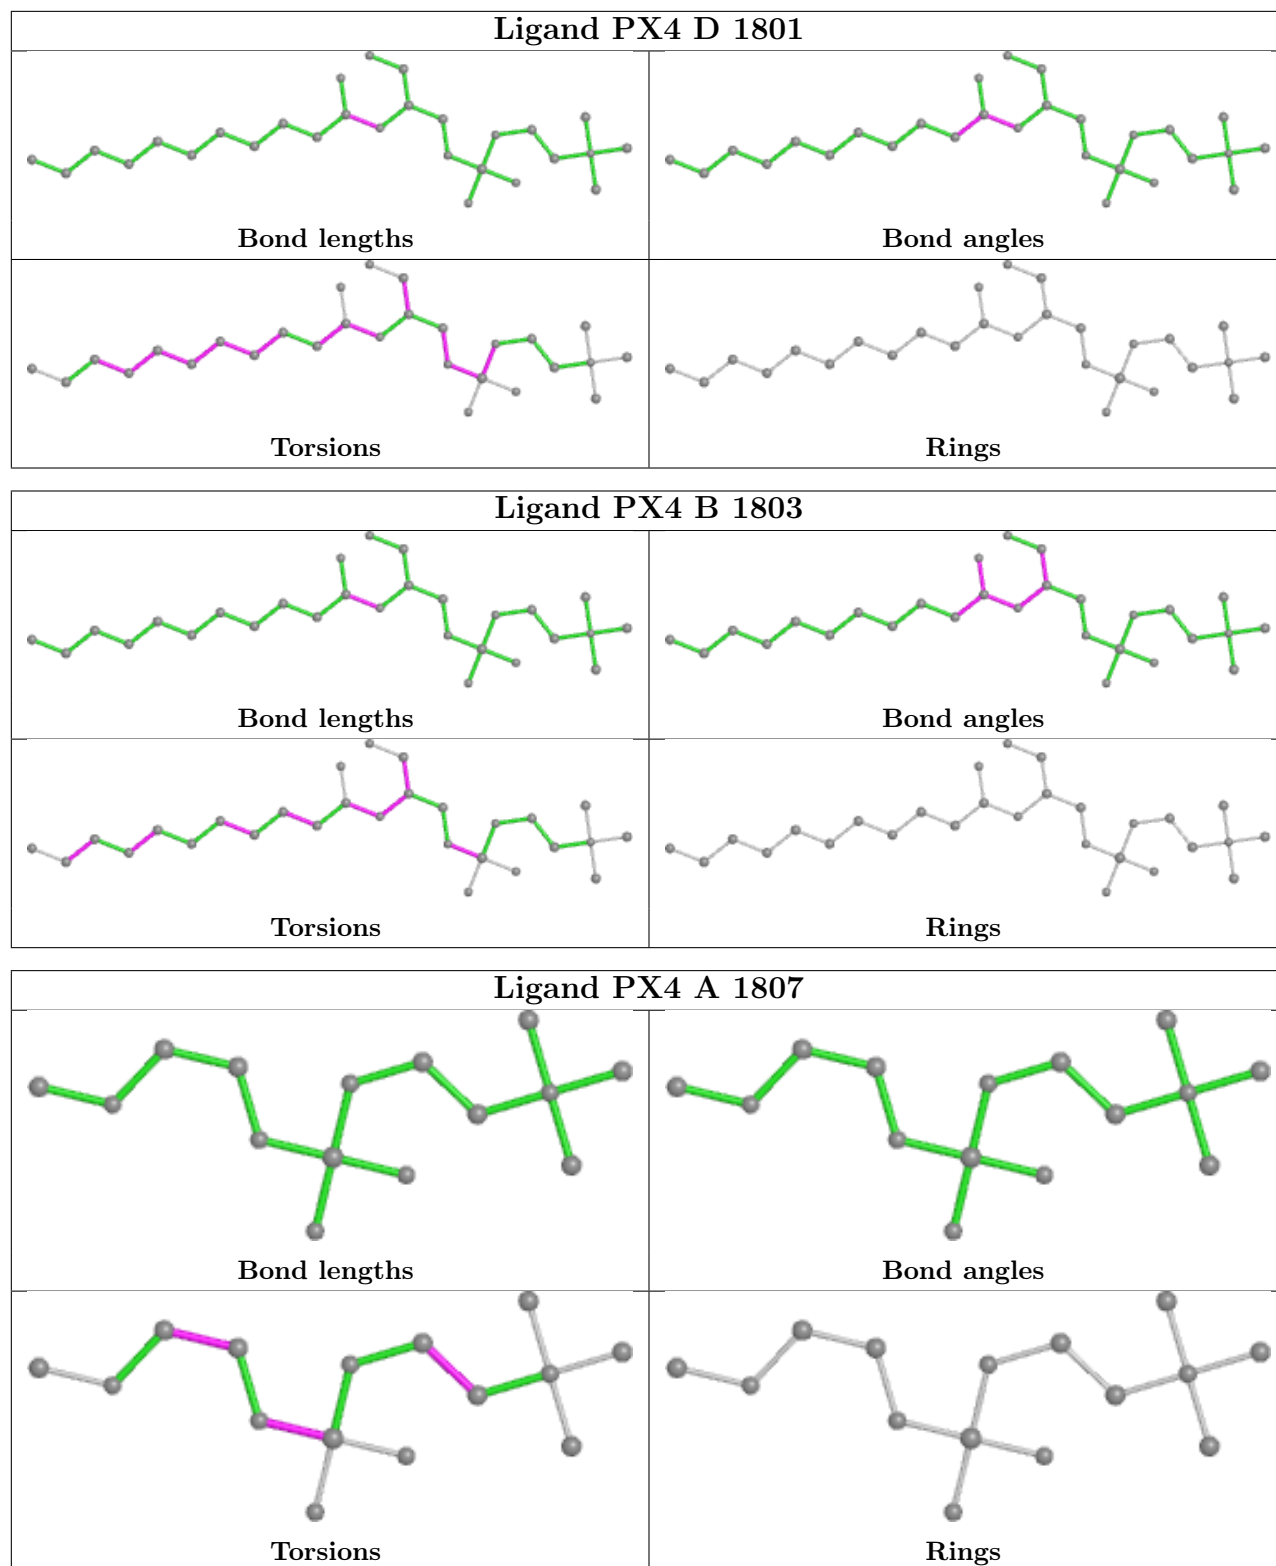 Ligand PX4 D 1801
Bond lengths
Bond angles
Torsions
Rings
Ligand PX4 B 1803
Bond lengths
Bond angles
Torsions
Rings
Ligand PX4 A 1807
Bond lengths
Bond angles
Torsions
Rings